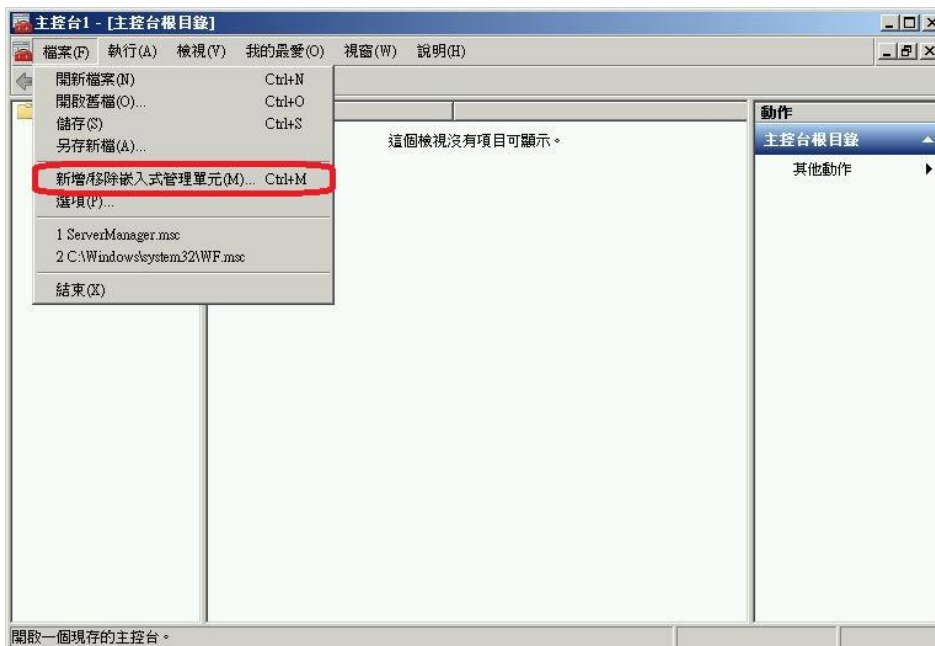 主控台1 - [主控台根目錄]
檔案(F) 執行(A) 檢視(V) 我的最愛(O) 視窗(W) 說明(H)
開新檔案(N) Ctrl+N
開啟舊檔(O)... Ctrl+O
儲存(S) Ctrl+S
另存新檔(A)...
新增/移除嵌入式管理單元(M)... Ctrl+M
選項(P)...
1 ServerManager.msc
2 C:\Windows\system32\WF.msc
結束(X)
這個檢視沒有項目可顯示。
動作
主控台根目錄
其他動作
開啟一個現存的主控台。